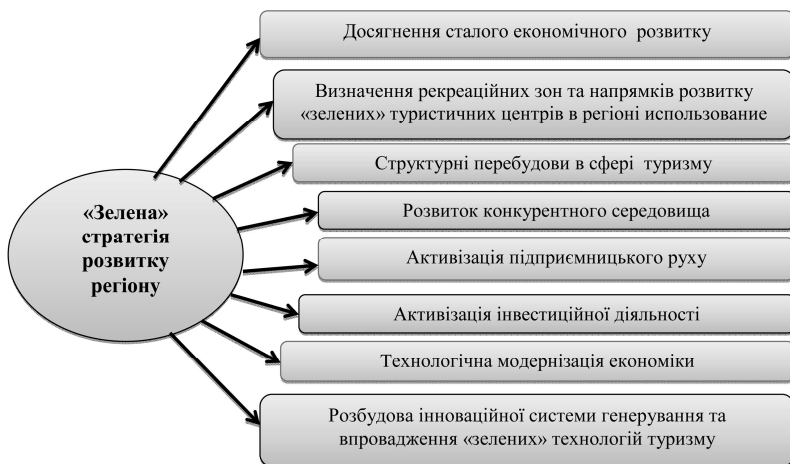 Досягнення сталого економічного розвитку
Визначення рекреаційних зон та напрямків розвитку
«зелених» туристичних центрів в регіоні использование
Структурні перебудови в сфері туризму
«Зелена»
стратегія
розвитку
регіону
Розвиток конкурентного середовища
Активізація підприємницького руху
Активізація інвестиційної діяльності
Технологічна модернізація економіки
Розбудова інноваційної системи генерування та
впровадження «зелених» технологій туризму